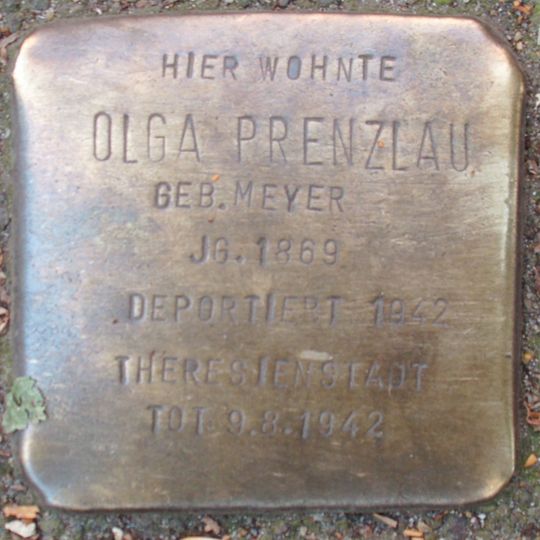 HIER WOHNTE
OLGA PRENZLAU
GEB. MEYER
JG. 1869
DEPORTIERT 1942
THERESIENSTADT
TOT 9.8.1942